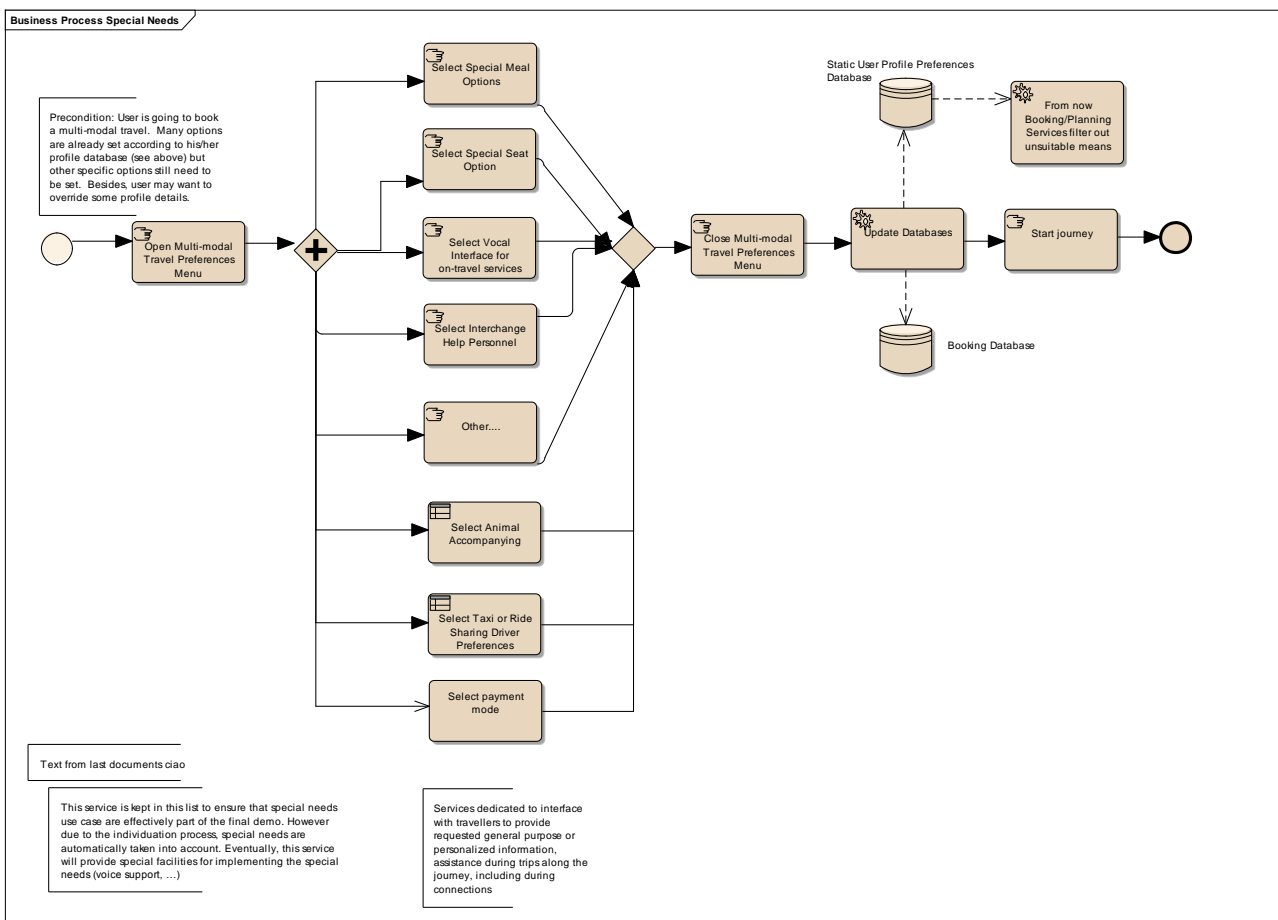 Business Process Special Needs
Precondition: User is going to book
a multi-modal travel. Many options
are already set according to his/her
profile database (see above) but
other specific options still need to
be set. Besides, user may want to
override some profile details.
Open Multi-modal
Travel Preferences
Menu
Select Special Meal
Options
Select Special Seat
Option
Select Vocal
Interface for
on-travel services
Select Interchange
Help Personnel
Other....
Select Animal
Accompanying
Select Taxi or Ride
Sharing Driver
Preferences
Select payment
mode
Close Multi-modal
Travel Preferences
Menu
Static User Profile Preferences
Database
From now
Booking/Planning
Services filter out
unsuitable means
Update Databases
Start journey
Booking Database
Text from last documents ciao
This service is kept in this list to ensure that special needs
use case are effectively part of the final demo. However
due to the individuation process, special needs are
automatically taken into account. Eventually, this service
will provide special facilities for implementing the special
needs (voice support, ...)
Services dedicated to interface
with travellers to provide
requested general purpose or
personalized information,
assistance during trips along the
journey, including during
connections